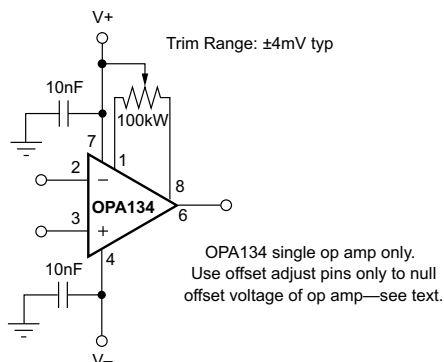 V+
Trim Range: ±4mV typ
10nF
100kW
7
1
2
−
8
OPA134
6
3
+
4
OPA134 single op amp only.
Use offset adjust pins only to null
offset voltage of op amp—see text.
10nF
V–